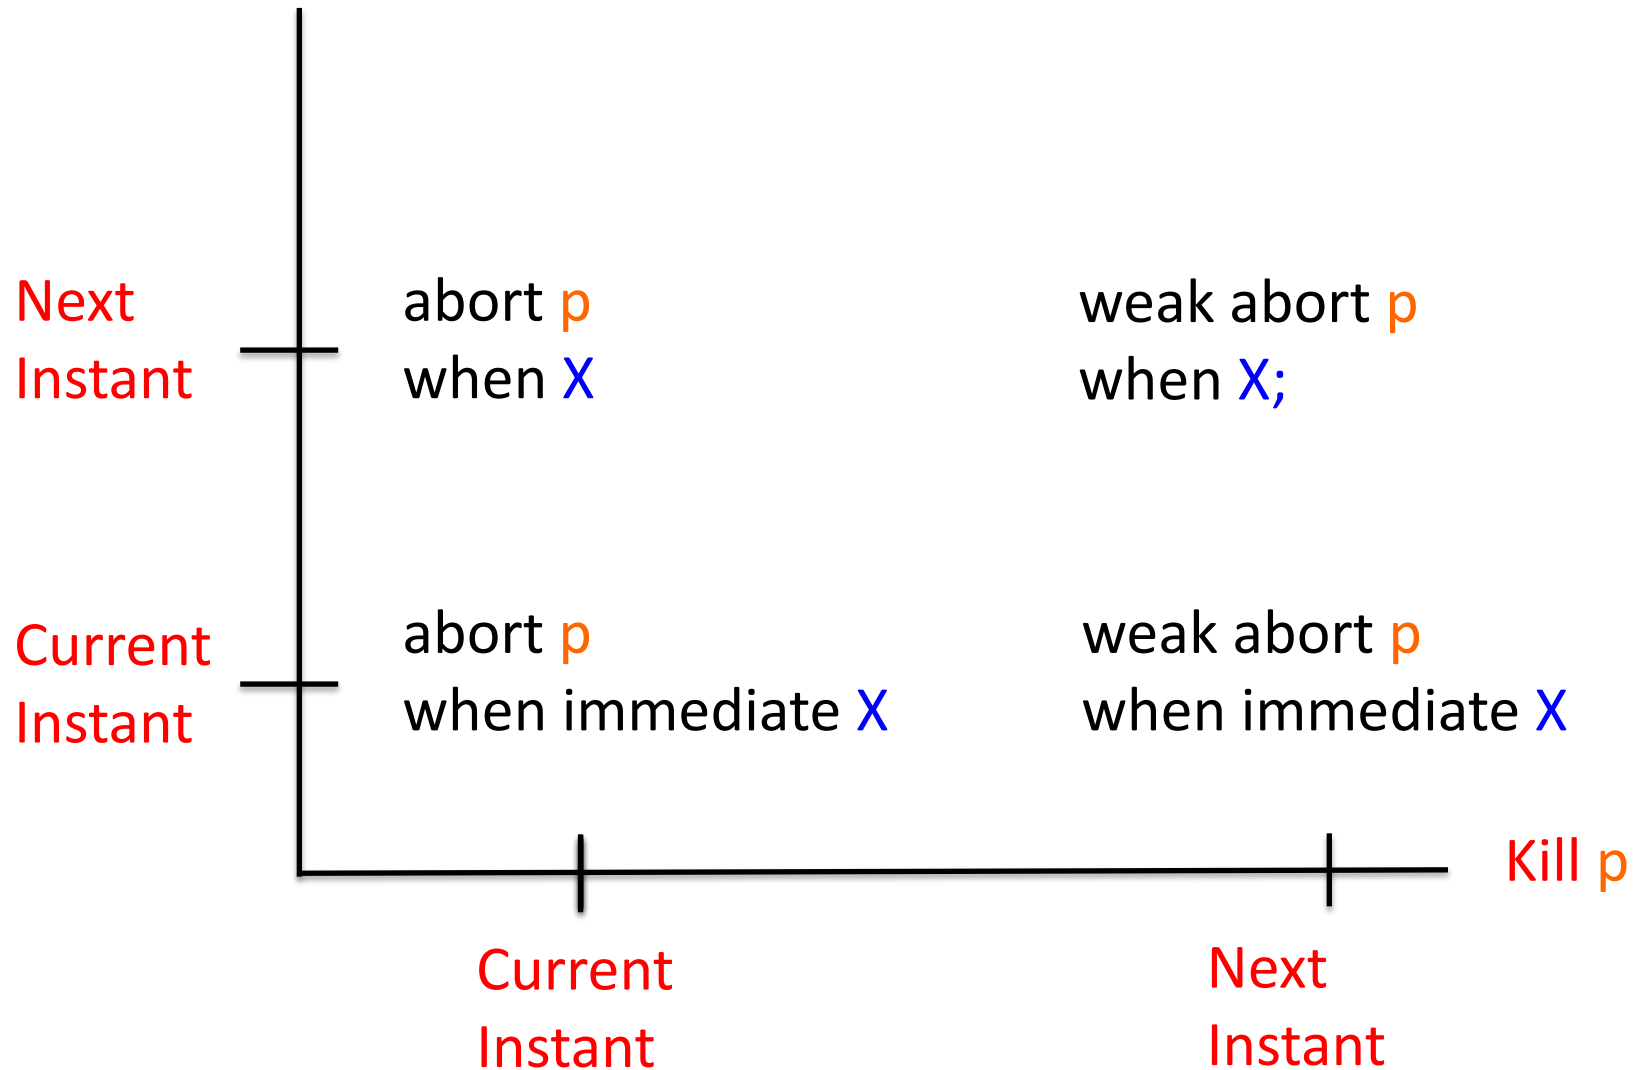 Next
Instant
abort p
when X
weak abort p
when X;
Current
Instant
abort p
when immediate X
weak abort p
when immediate X
Kill p
Current
Instant
Next
Instant